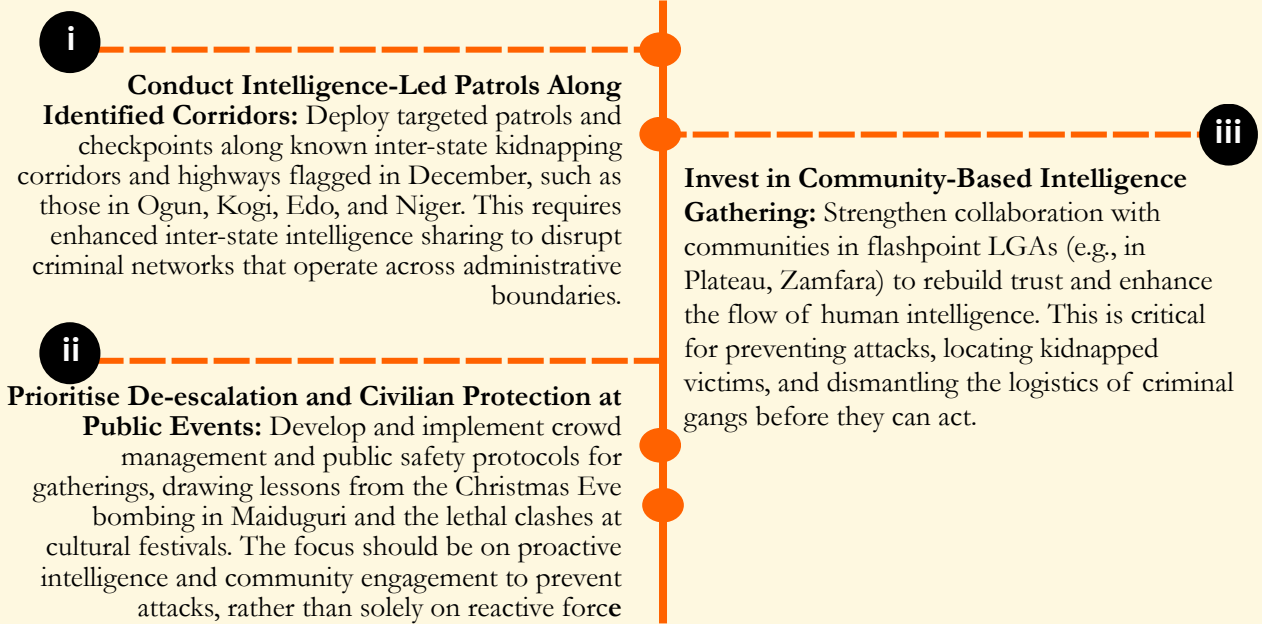 i
Conduct Intelligence-Led Patrols Along
Identified Corridors: Deploy targeted patrols and
checkpoints along known inter-state kidnapping
corridors and highways flagged in December, such as
those in Ogun, Kogi, Edo, and Niger. This requires
enhanced inter-state intelligence sharing to disrupt
criminal networks that operate across administrative
boundaries.
ii
Prioritise De-escalation and Civilian Protection at
Public Events: Develop and implement crowd
management and public safety protocols for
gatherings, drawing lessons from the Christmas Eve
bombing in Maiduguri and the lethal clashes at
cultural festivals. The focus should be on proactive
intelligence and community engagement to prevent
attacks, rather than solely on reactive force
iii
Invest in Community-Based Intelligence
Gathering: Strengthen collaboration with
communities in flashpoint LGAs (e.g., in
Plateau, Zamfara) to rebuild trust and enhance
the flow of human intelligence. This is critical
for preventing attacks, locating kidnapped
victims, and dismantling the logistics of criminal
gangs before they can act.